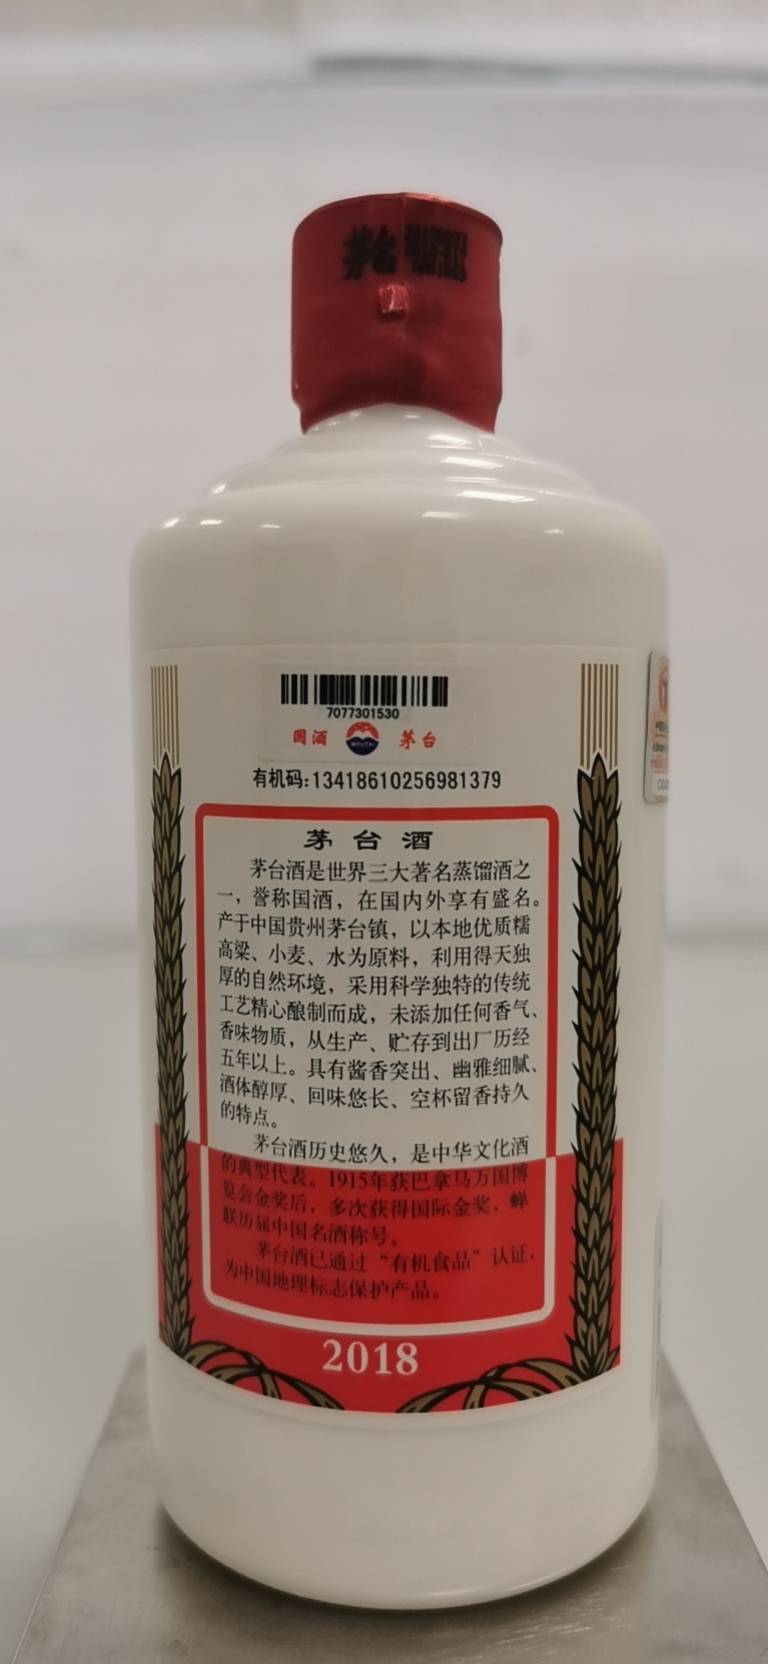 茅台
7077301530
国酒 MOUTAI 茅台
有机码:13418610256981379
茅台酒
茅台酒是世界三大著名蒸馏酒之
一，誉称国酒，在国内外享有盛名。
产于中国贵州茅台镇，以本地优质糯
高粱、小麦、水为原料，利用得天独
厚的自然环境，采用科学独特的传统
工艺精心酿制而成，未添加任何香气、
香味物质，从生产、贮存到出厂历经
五年以上。具有酱香突出、幽雅细腻、
酒体醇厚、回味悠长、空杯留香持久
的特点。
茅台酒历史悠久，是中华文化酒
的典型代表。1915年获巴拿马万国博
览会金奖后，多次获得国际金奖，蝉
联历届中国名酒称号。
茅台酒已通过“有机食品”认证，
为中国地理标志保护产品。
2018